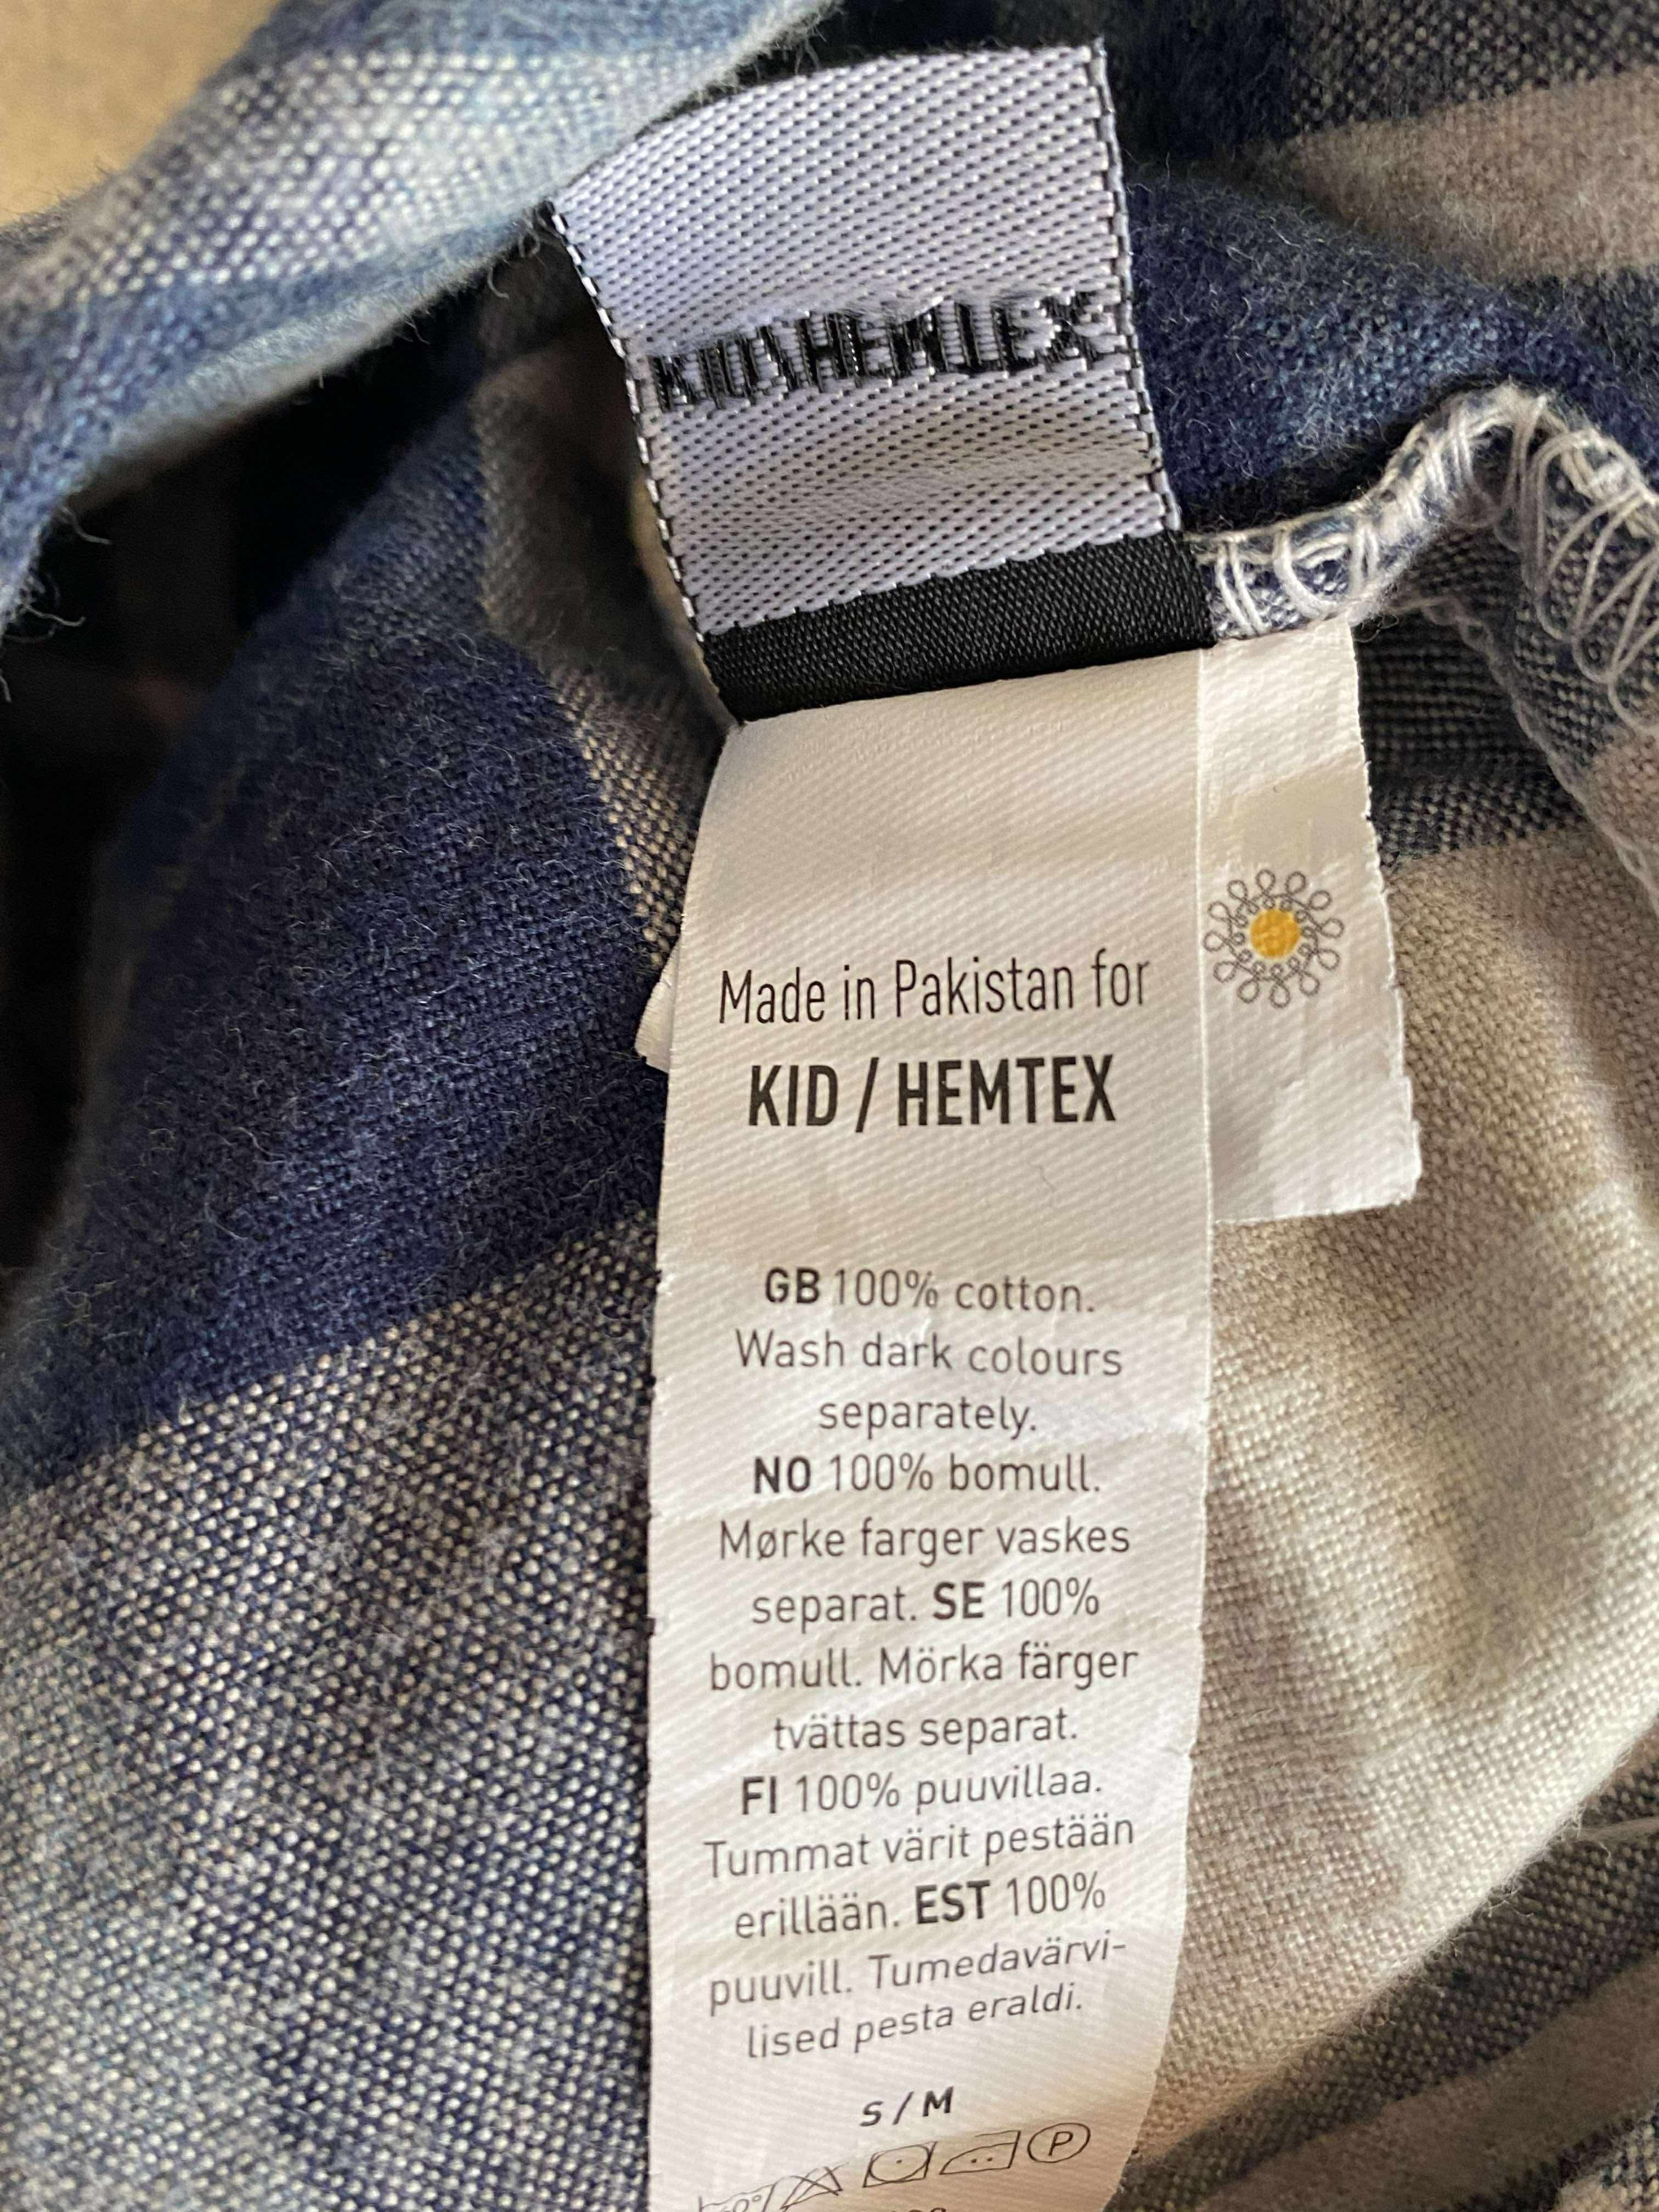 KID\HEMTEX
Made in Pakistan for
KID / HEMTEX
GB 100% cotton.
Wash dark colours
separately.
NO 100% bomull.
Mørke farger vaskes
separat. SE 100%
bomull. Mörka färger
tvättas separat.
FI 100% puuvillaa.
Tummat värit pestään
erillään. EST 100%
puuvill. Tumedavärvi-
lised pesta eraldi.
S / M
P